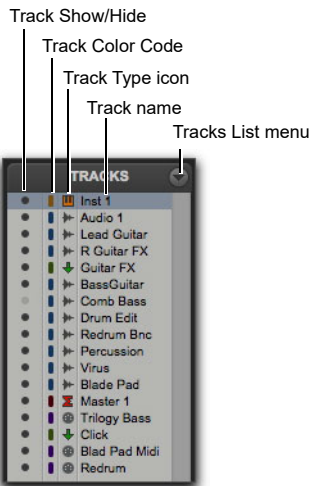 Track Show/Hide
Track Color Code
Track Type icon
Track name
Tracks List menu
TRACKS
Inst 1
Audio 1
Lead Guitar
R Guitar FX
Guitar FX
BassGuitar
Comb Bass
Drum Edit
Redrum Bnc
Percussion
Virus
Blade Pad
Master 1
Trilogy Bass
Click
Blad Pad Midi
Redrum